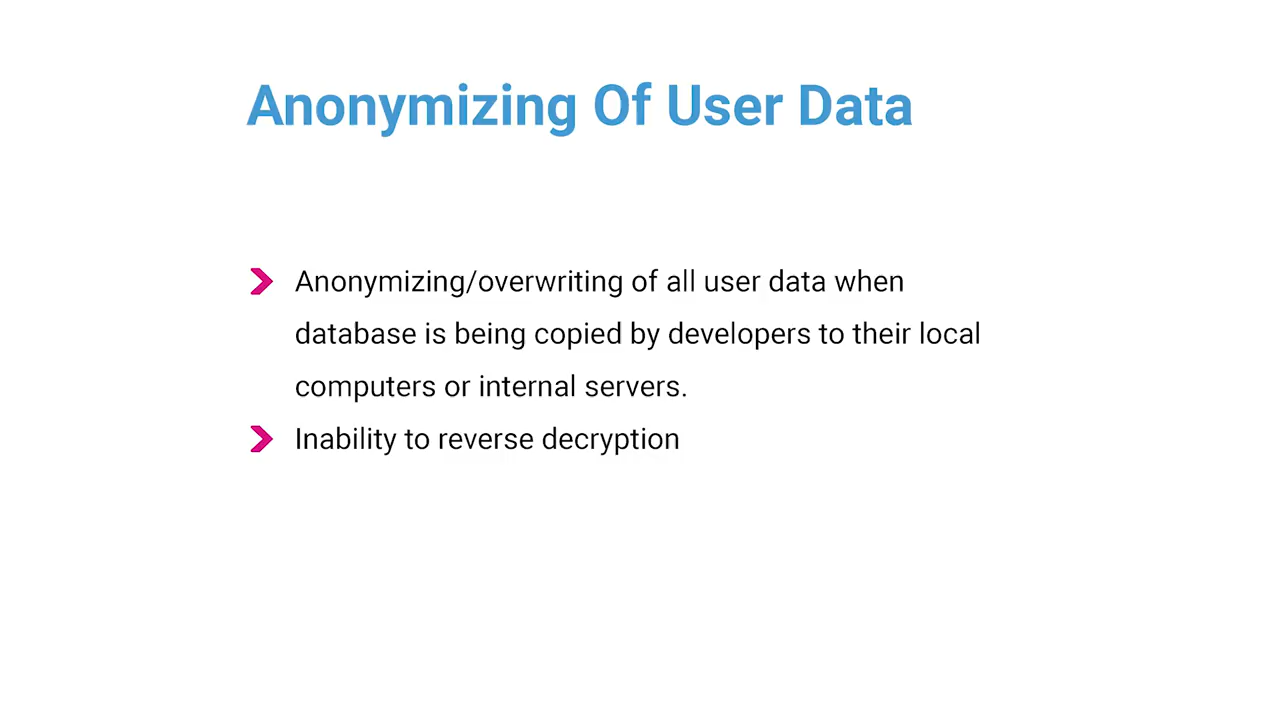 Anonymizing Of User Data
Anonymizing/overwriting of all user data when
database is being copied by developers to their local
computers or internal servers.
Inability to reverse decryption